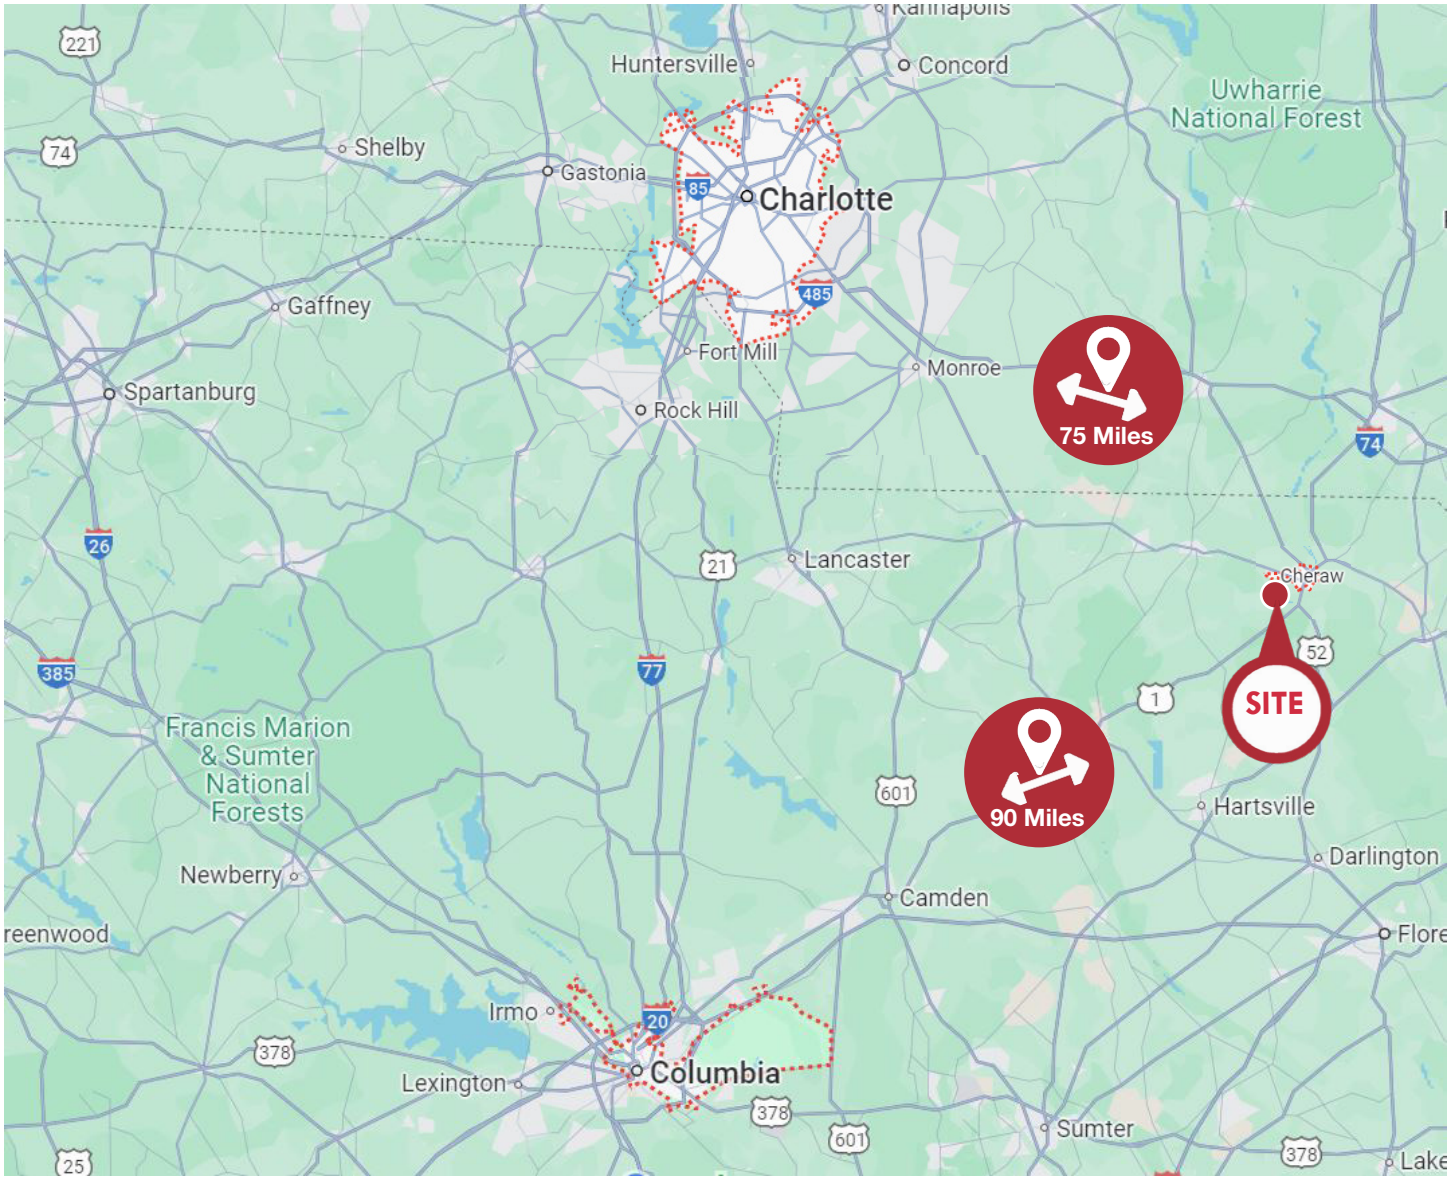 Kannapolis
221
Huntersville
Concord
Uwharrie
National Forest
74
Shelby
Gastonia
85
Charlotte
Gaffney
485
Fort Mill
Monroe
75 Miles
Spartanburg
Rock Hill
74
26
21
Lancaster
Cheraw
385
77
52
1
SITE
Francis Marion
& Sumter
National
Forests
601
90 Miles
Hartsville
Darlington
Newberry
Camden
reenwood
Flore
Irmo
20
378
Lexington
Columbia
378
601
Sumter
378
25
Lake